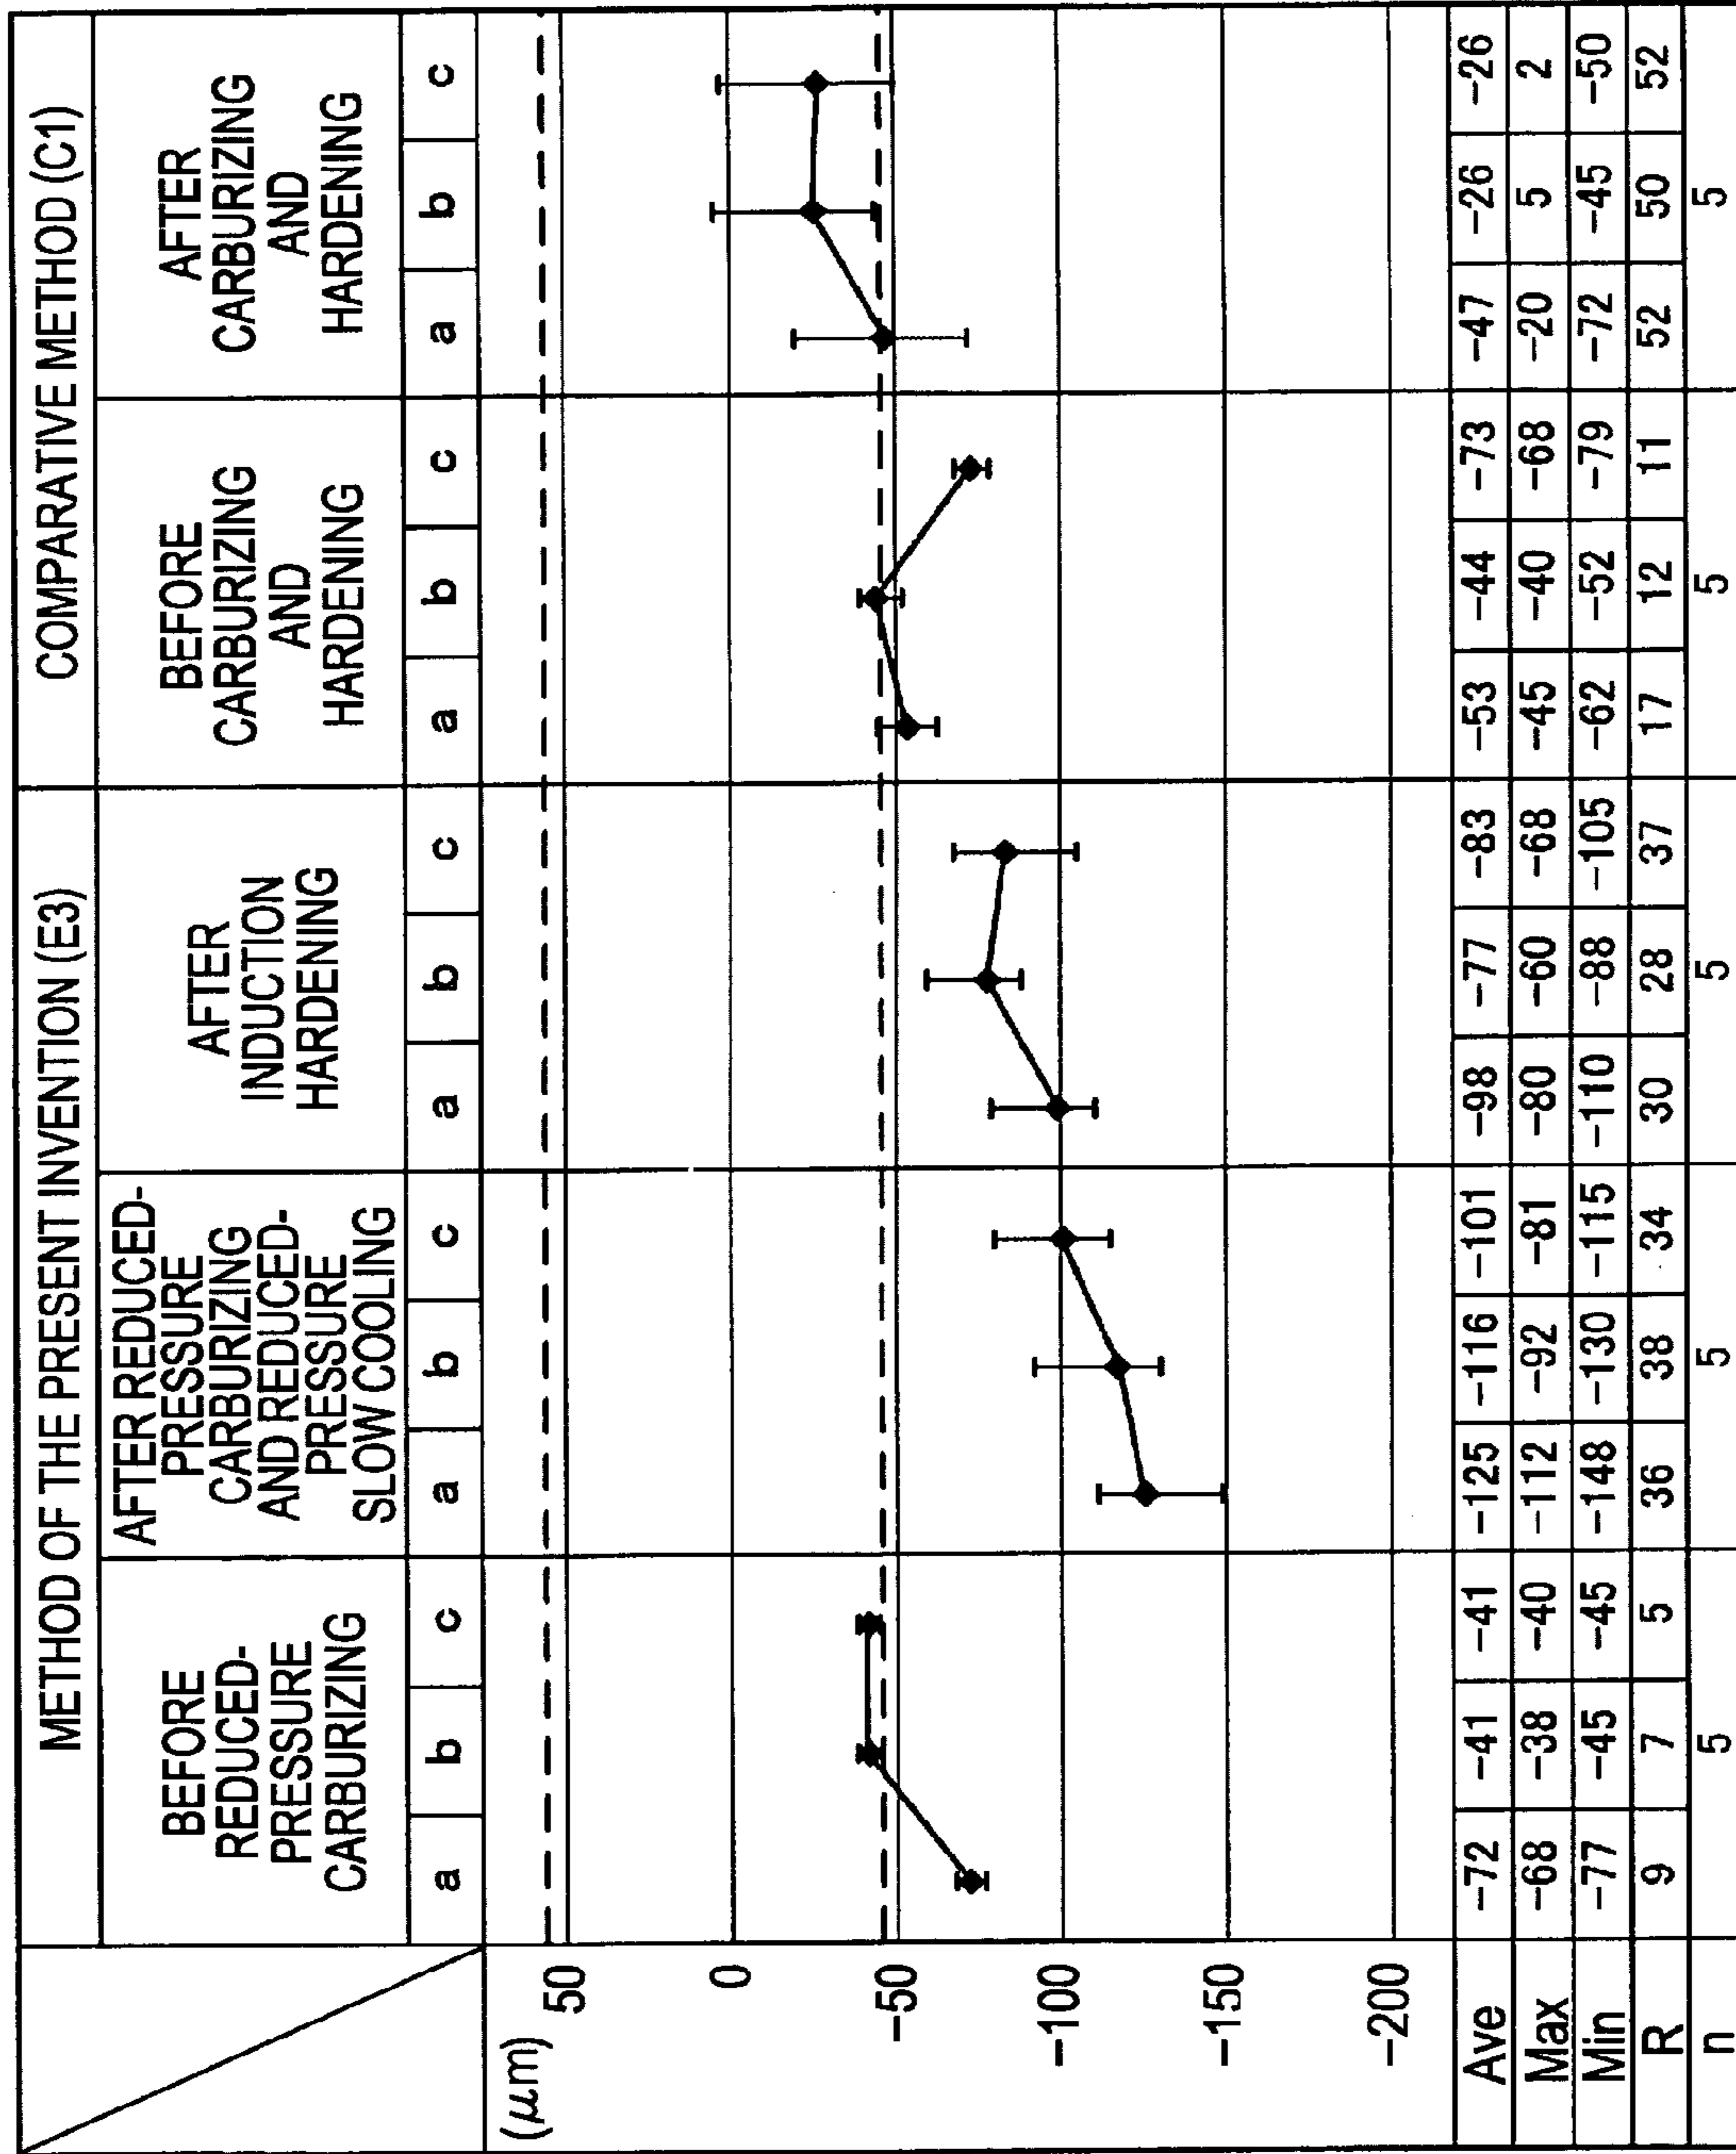 METHOD OF THE PRESENT INVENTION (E3)
COMPARATIVE METHOD (C1)
BEFORE
REDUCED-
PRESSURE
CARBURIZING
AFTER REDUCED-
PRESSURE
CARBURIZING
AND REDUCED-
PRESSURE
SLOW COOLING
AFTER
INDUCTION
HARDENING
BEFORE
CARBURIZING
AND
HARDENING
AFTER
CARBURIZING
AND
HARDENING
a b c a b c a b c a b c a b c
(μm)
50
0
-50
-100
-150
-200
Ave -72 -41 -41 -125 -116 -101 -98 -77 -83 -53 -44 -73 -47 -26 -26
Max -68 -38 -40 -112 -92 -81 -80 -60 -68 -45 -40 -68 -20 5 2
Min -77 -45 -45 -148 -130 -115 -110 -88 -105 -62 -52 -79 -72 -45 -50
R 9 7 5 36 38 34 30 28 37 17 12 11 52 50 52
n 5 5 5 5 5